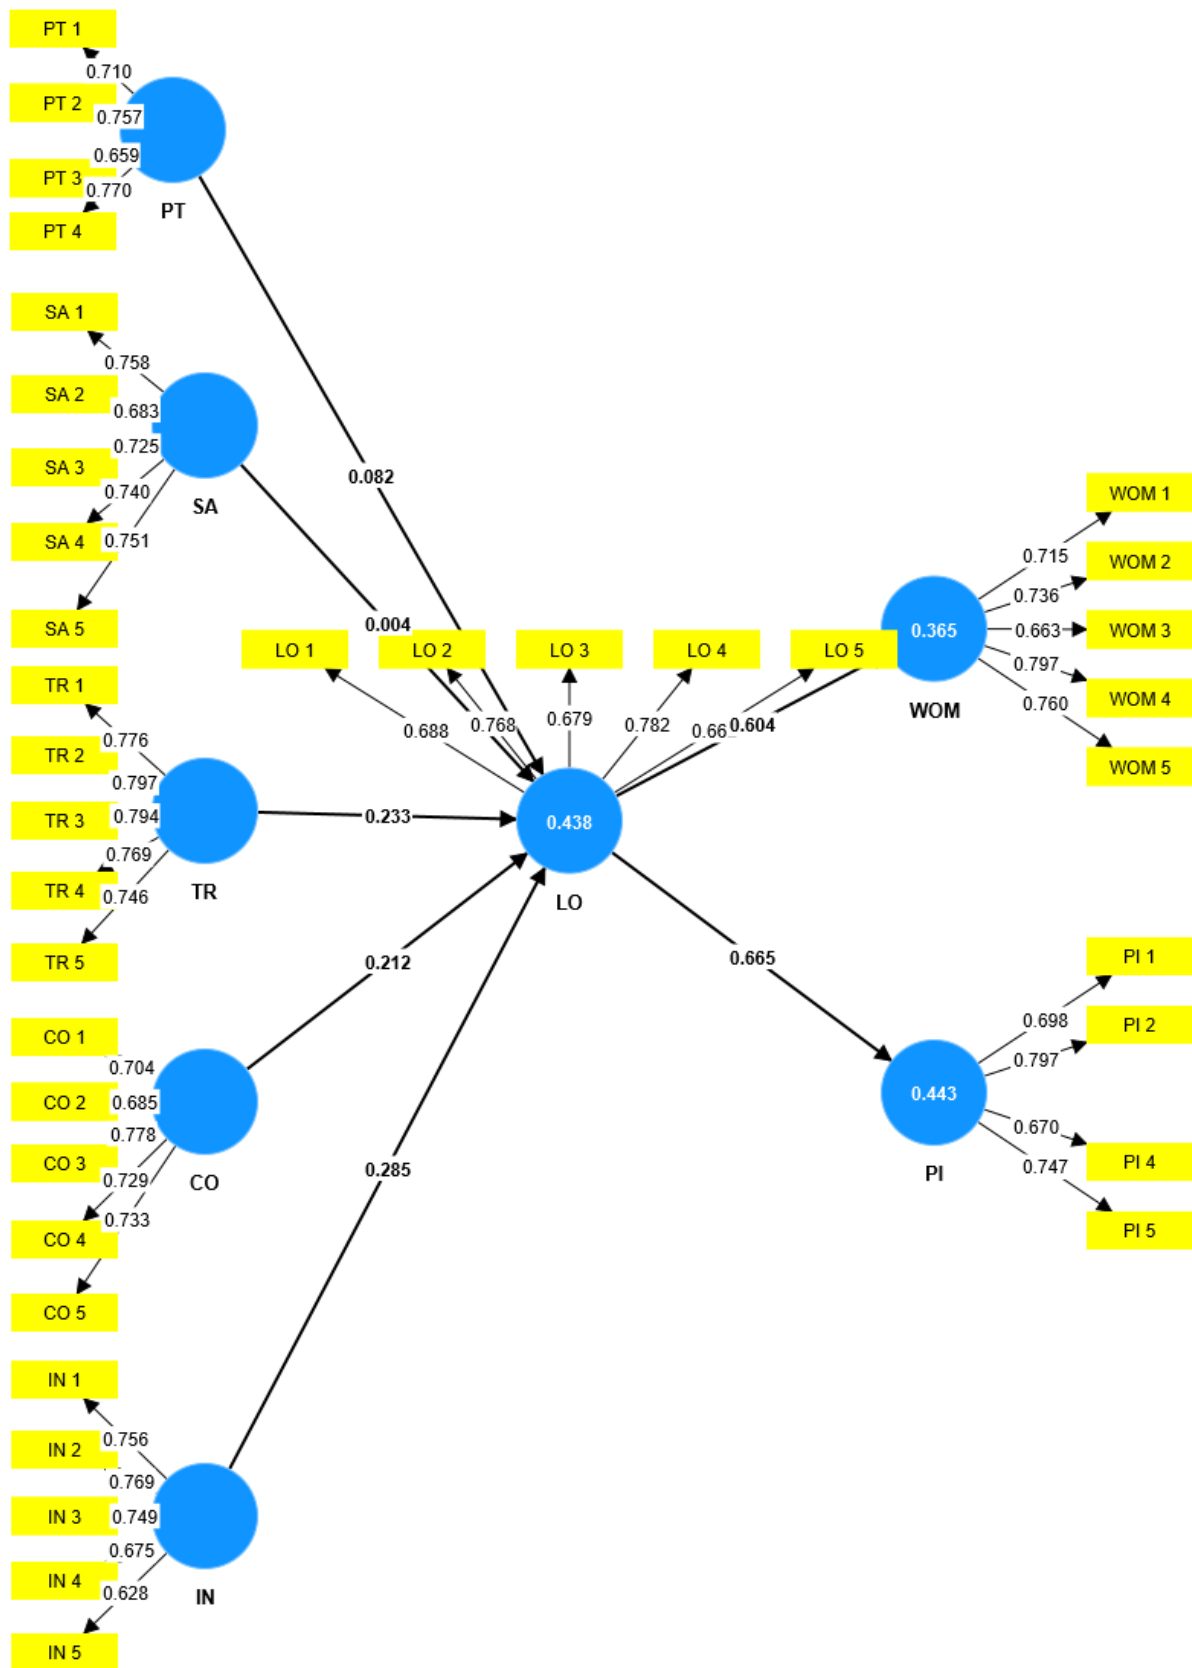 PT 1
0.710
PT 2
0.757
0.659
PT 3
0.770
PT 4
PT
SA 1
0.758
SA 2
0.683
0.725
SA 3
0.740
SA 4
0.751
SA 5
SA
0.082
0.004
TR 1
0.776
TR 2
0.797
TR 3
0.794
0.769
TR 4
0.746
TR 5
TR
0.233
CO 1
0.704
CO 2
0.685
0.778
CO 3
0.729
CO 4
0.733
CO 5
CO
0.212
IN 1
0.756
IN 2
0.769
IN 3
0.749
0.675
IN 4
0.628
IN 5
IN
0.285
LO 1
LO 2
LO 3
LO 4
LO 5
0.688
0.768
0.679
0.782
0.604
0.438
LO
0.665
WOM 1
0.715
WOM 2
0.736
0.365
0.663
WOM 3
0.797
WOM 4
0.760
WOM 5
WOM
PI 1
0.698
PI 2
0.797
0.443
0.670
PI 4
0.747
PI 5
PI